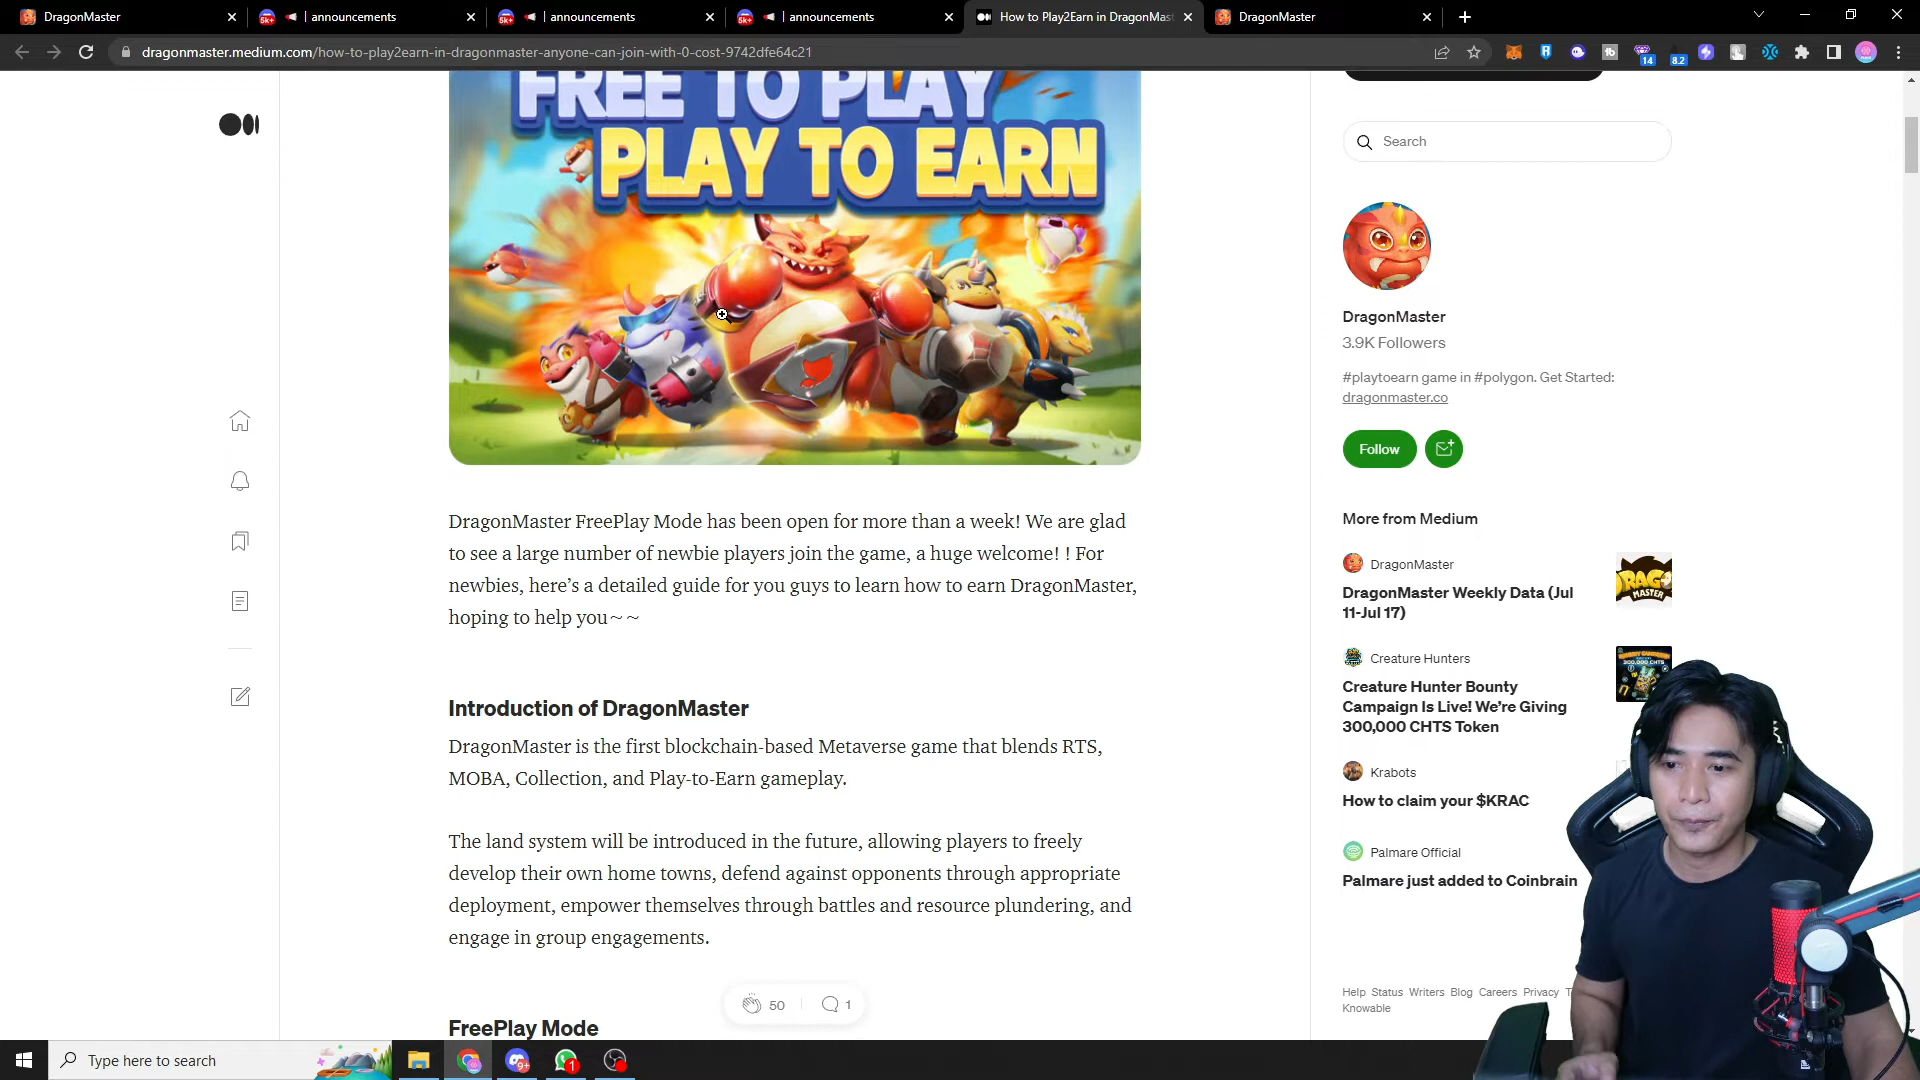 DragonMaster
announcements
announcements
announcements
How to Play2Earn in DragonMast
DragonMaster
dragonmaster.medium.com/how-to-play2earn-in-dragonmaster-anyone-can-join-with-0-cost-9742dfe64c21
14
8.2
FREE TO PLAY
PLAY TO EARN
DragonMaster FreePlay Mode has been open for more than a week! We are glad
to see a large number of newbie players join the game, a huge welcome! ! For
newbies, here's a detailed guide for you guys to learn how to earn DragonMaster,
hoping to help you~~
Introduction of DragonMaster
DragonMaster is the first blockchain-based Metaverse game that blends RTS,
MOBA, Collection, and Play-to-Earn gameplay.
The land system will be introduced in the future, allowing players to freely
develop their own home towns, defend against opponents through appropriate
deployment, empower themselves through battles and resource plundering, and
engage in group engagements.
50
1
FreePlay Mode
Search
DragonMaster
3.9K Followers
#playtoearn game in #polygon. Get Started:
dragonmaster.co
Follow
More from Medium
DragonMaster
DragonMaster Weekly Data (Jul
11-Jul 17)
Creature Hunters
Creature Hunter Bounty
Campaign Is Live! We're Giving
300,000 CHTS Token
Krabots
How to claim your $KRAC
Palmare Official
Palmare just added to Coinbrain
Help Status Writers Blog Careers Privacy T
Knowable
Type here to search
9+
1